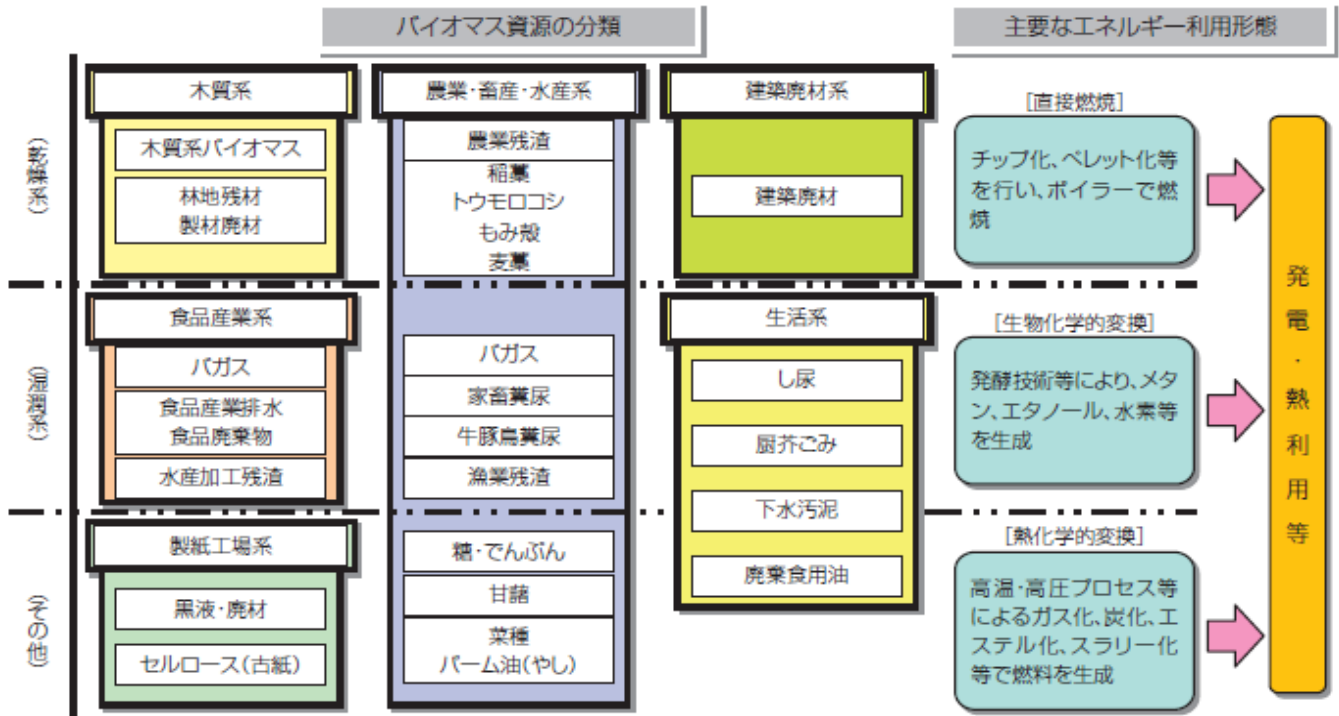 バイオマス資源の分類
主要なエネルギー利用形態
(乾燥系)
木質系
木質系バイオマス
林地残材
製材廃材
農業・畜産・水産系
農業残渣
稲藁
トウモロコシ
もみ殻
麦藁
建築廃材系
建築廃材
[直接燃焼]
チップ化、ペレット化等
を行い、ボイラーで燃
焼
(湿潤系)
食品産業系
バガス
食品産業排水
食品廃棄物
水産加工残渣
バガス
家畜糞尿
牛豚鳥糞尿
漁業残渣
生活系
し尿
厨芥ごみ
下水汚泥
廃棄食用油
[生物化学的変換]
発酵技術等により、メタ
ン、エタノール、水素等
を生成
(その他)
製紙工場系
黒液・廃材
セルロース(古紙)
糖・でんぷん
甘藷
菜種
パーム油(やし)
[熱化学的変換]
高温・高圧プロセス等
によるガス化、炭化、エ
ステル化、スラリー化
等で燃料を生成
発電・熱利用等